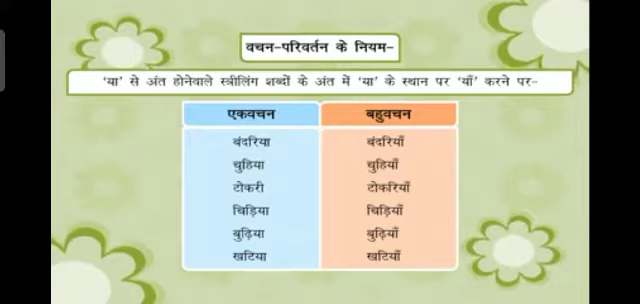 वचन-परिवर्तन के नियम-
'या' से अंत होनेवाले स्त्रीलिंग शब्दों के अंत में 'या' के स्थान पर 'याँ' करने पर-
एकवचन बहुवचन
बंदरिया बंदरियाँ
चुहिया चुहियाँ
टोकरी टोकरियाँ
चिड़िया चिड़ियाँ
बुढ़िया बुढ़ियाँ
खटिया खटियाँ